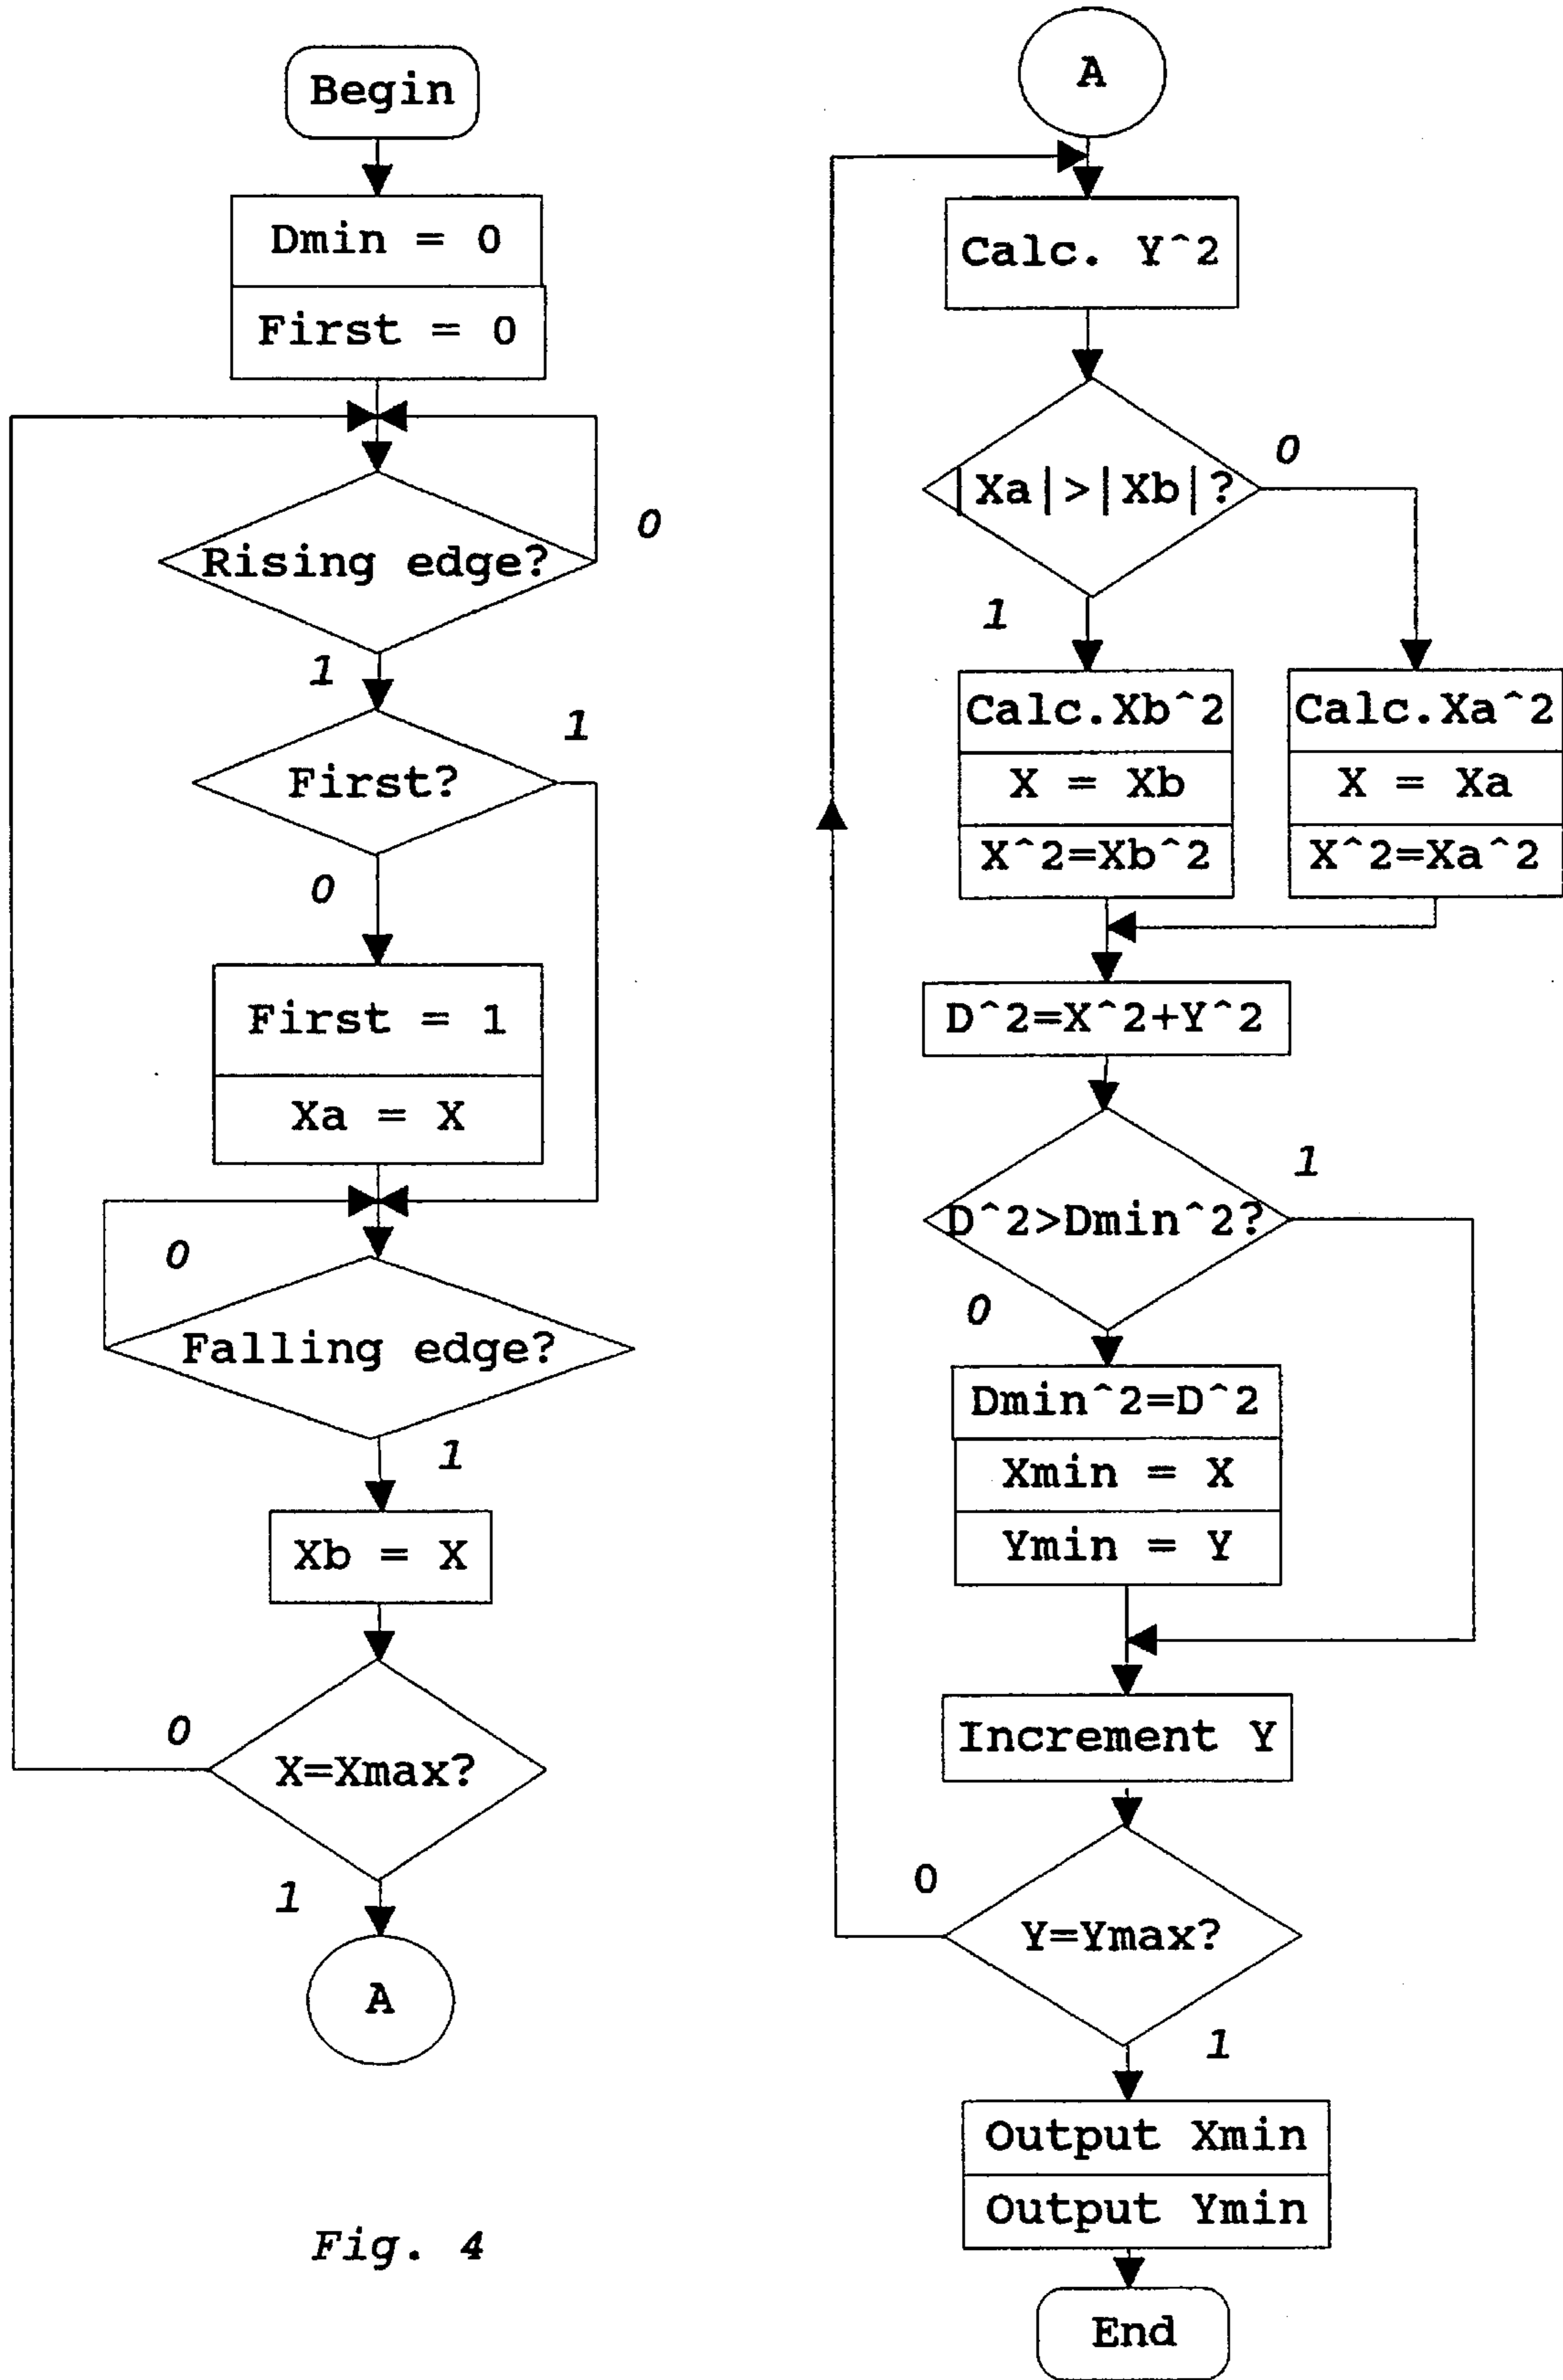 Begin
Dmin = 0
First = 0
Rising edge?
0
1
First?
1
0
First = 1
Xa = X
0
Falling edge?
1
Xb = X
0
X=Xmax?
1
A
Fig. 4
A
Calc. Y^2
|Xa|>|Xb|?
0
1
Calc.Xb^2
X = Xb
X^2=Xb^2
Calc.Xa^2
X = Xa
X^2=Xa^2
D^2=X^2+Y^2
D^2>Dmin^2?
1
0
Dmin^2=D^2
Xmin = X
Ymin = Y
Increment Y
0
Y=Ymax?
1
Output Xmin
Output Ymin
End